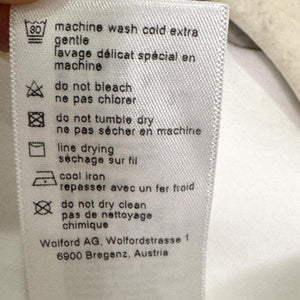 30
machine wash cold extra
gentle
lavage délicat spécial en
machine
do not bleach
ne pas chlorer
do not tumble dry
ne pas sécher en machine
line drying
séchage sur fil
cool iron
repasser avec un fer froid
do not dry clean
pas de nettoyage
chimique
Wolford AG, Wolfordstrasse 1
6900 Bregenz, Austria